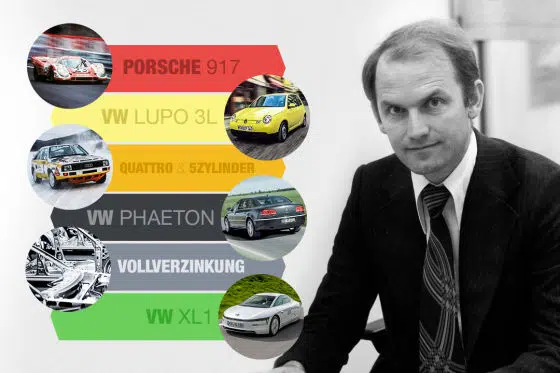 PORSCHE 917
VW LUPO 3L
QUATTRO & 5ZYLINDER
VW PHAETON
VOLLVERZINKUNG
VW XL1